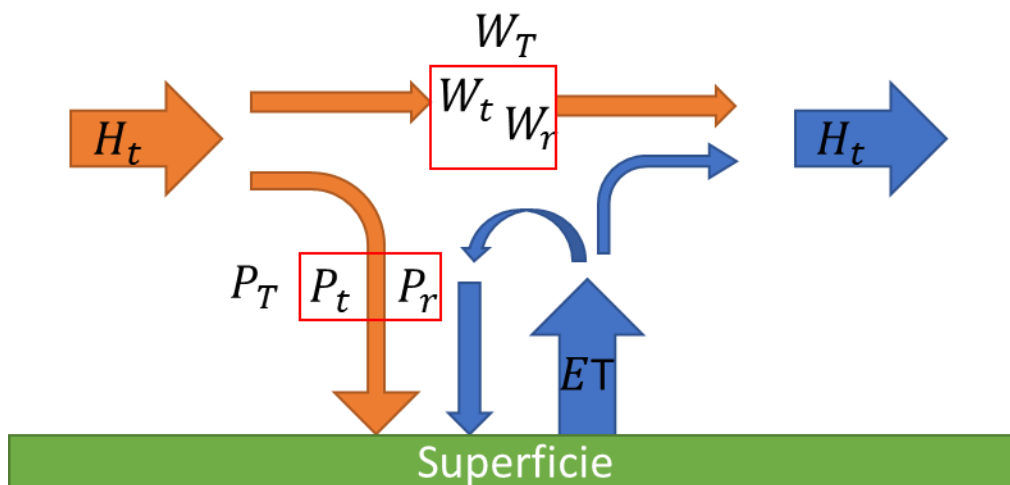 W_T
W_t
W_r
H_t
H_t
P_T
P_t
P_r
ET
Superficie